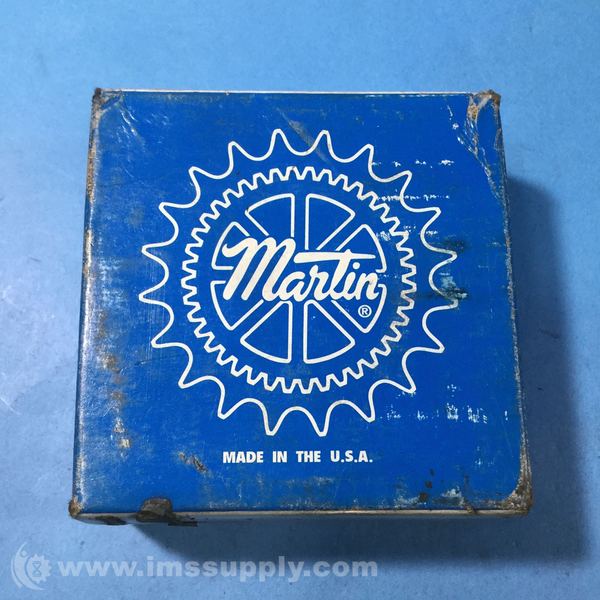 Martin
®
MADE IN THE U.S.A.
www.imssupply.com